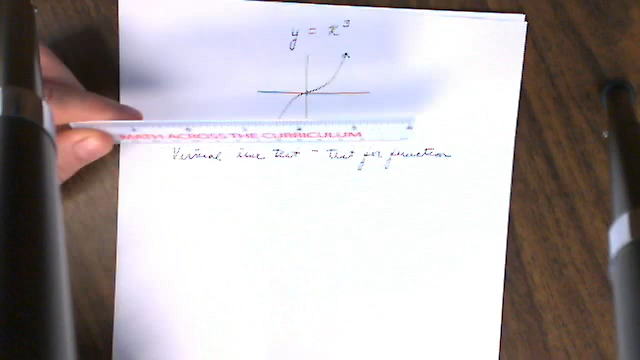 y = x³
MATH ACROSS THE CURRICULUM
Vertical line test - test for function